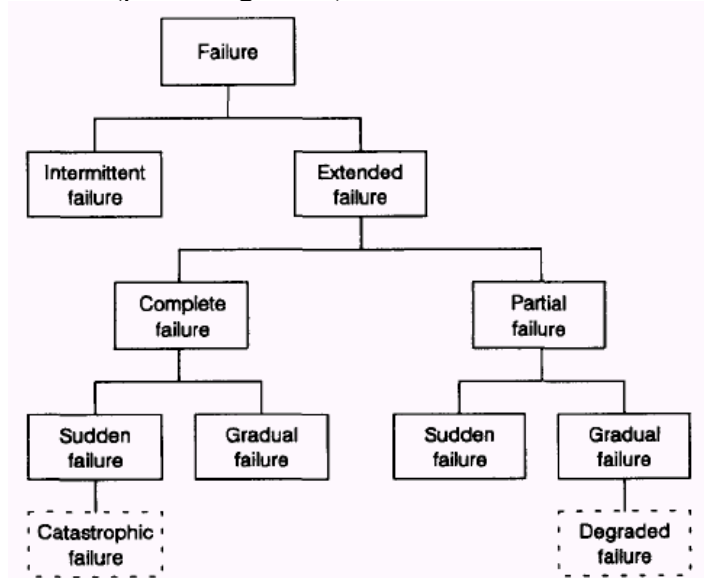 Failure
Intermittent
failure
Extended
failure
Complete
failure
Partial
failure
Sudden
failure
Gradual
failure
Sudden
failure
Gradual
failure
Catastrophic
failure
Degraded
failure